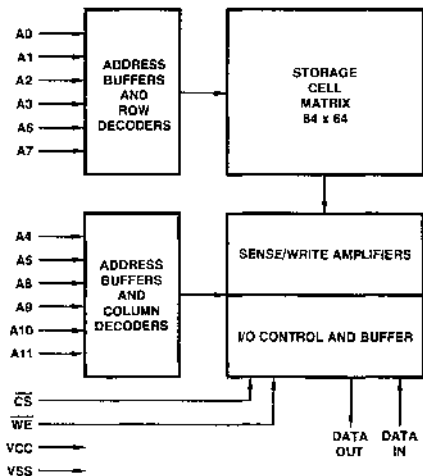 A0
A1
A2
A3
A6
A7
ADDRESS
BUFFERS
AND
ROW
DECODERS
STORAGE
CELL
MATRIX
64 x 64
A4
A5
A8
A9
A10
A11
ADDRESS
BUFFERS
AND
COLUMN
DECODERS
SENSE/WRITE AMPLIFIERS
I/O CONTROL AND BUFFER
CS
WE
VCC
VSS
DATA
OUT
DATA
IN